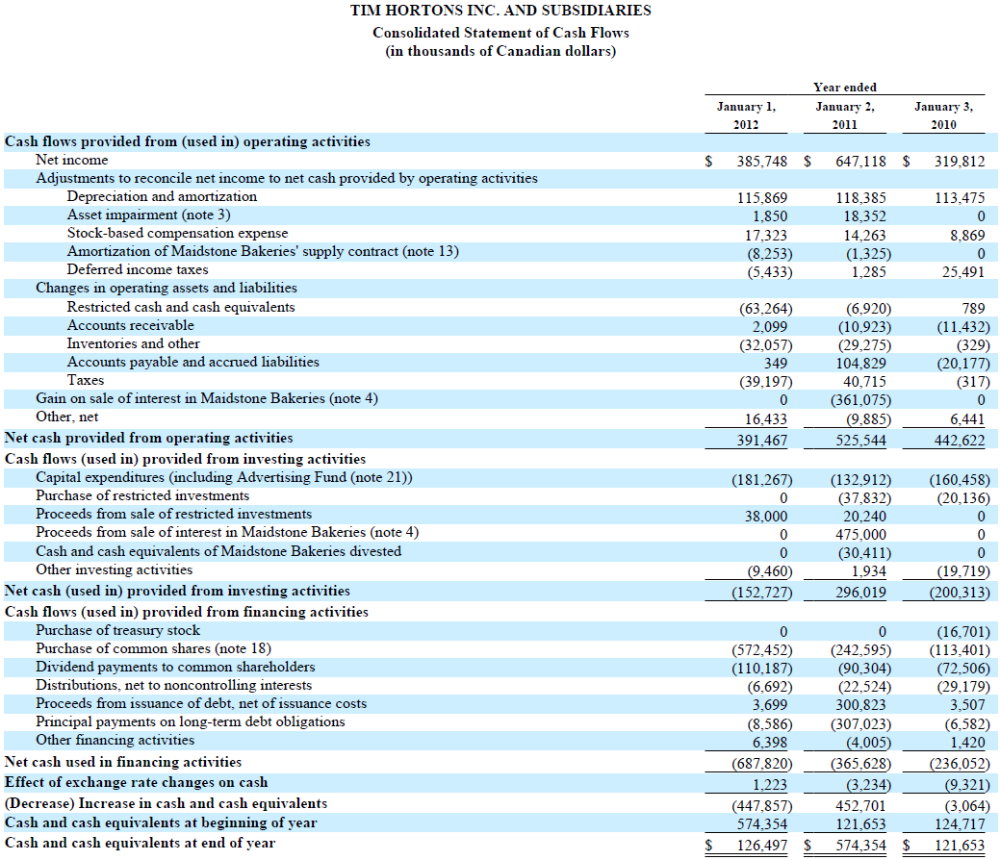 TIM HORTONS INC. AND SUBSIDIARIES
Consolidated Statement of Cash Flows
(in thousands of Canadian dollars)
Year ended
January 1, January 2, January 3,
2012 2011 2010
Cash flows provided from (used in) operating activities
Net income $ 385,748 $ 647,118 $ 319,812
Adjustments to reconcile net income to net cash provided by operating activities
Depreciation and amortization 115,869 118,385 113,475
Asset impairment (note 3) 1,850 18,352 0
Stock-based compensation expense 17,323 14,263 8,869
Amortization of Maidstone Bakeries' supply contract (note 13) (8,253) (1,325) 0
Deferred income taxes (5,433) 1,285 25,491
Changes in operating assets and liabilities
Restricted cash and cash equivalents (63,264) (6,920) 789
Accounts receivable 2,099 (10,923) (11,432)
Inventories and other (32,057) (29,275) (329)
Accounts payable and accrued liabilities 349 104,829 (20,177)
Taxes (39,197) 40,715 (317)
Gain on sale of interest in Maidstone Bakeries (note 4) 0 (361,075) 0
Other, net 16,433 (9,885) 6,441
Net cash provided from operating activities 391,467 525,544 442,622
Cash flows (used in) provided from investing activities
Capital expenditures (including Advertising Fund (note 21)) (181,267) (132,912) (160,458)
Purchase of restricted investments 0 (37,832) (20,136)
Proceeds from sale of restricted investments 38,000 20,240 0
Proceeds from sale of interest in Maidstone Bakeries (note 4) 0 475,000 0
Cash and cash equivalents of Maidstone Bakeries divested 0 (30,411) 0
Other investing activities (9,460) 1,934 (19,719)
Net cash (used in) provided from investing activities (152,727) 296,019 (200,313)
Cash flows (used in) provided from financing activities
Purchase of treasury stock 0 0 (16,701)
Purchase of common shares (note 18) (572,452) (242,595) (113,401)
Dividend payments to common shareholders (110,187) (90,304) (72,506)
Distributions, net to noncontrolling interests (6,692) (22,524) (29,179)
Proceeds from issuance of debt, net of issuance costs 3,699 300,823 3,507
Principal payments on long-term debt obligations (8,586) (307,023) (6,582)
Other financing activities 6,398 (4,005) 1,420
Net cash used in financing activities (687,820) (365,628) (236,052)
Effect of exchange rate changes on cash 1,223 (3,234) (9,321)
(Decrease) Increase in cash and cash equivalents (447,857) 452,701 (3,064)
Cash and cash equivalents at beginning of year 574,354 121,653 124,717
Cash and cash equivalents at end of year $ 126,497 $ 574,354 $ 121,653